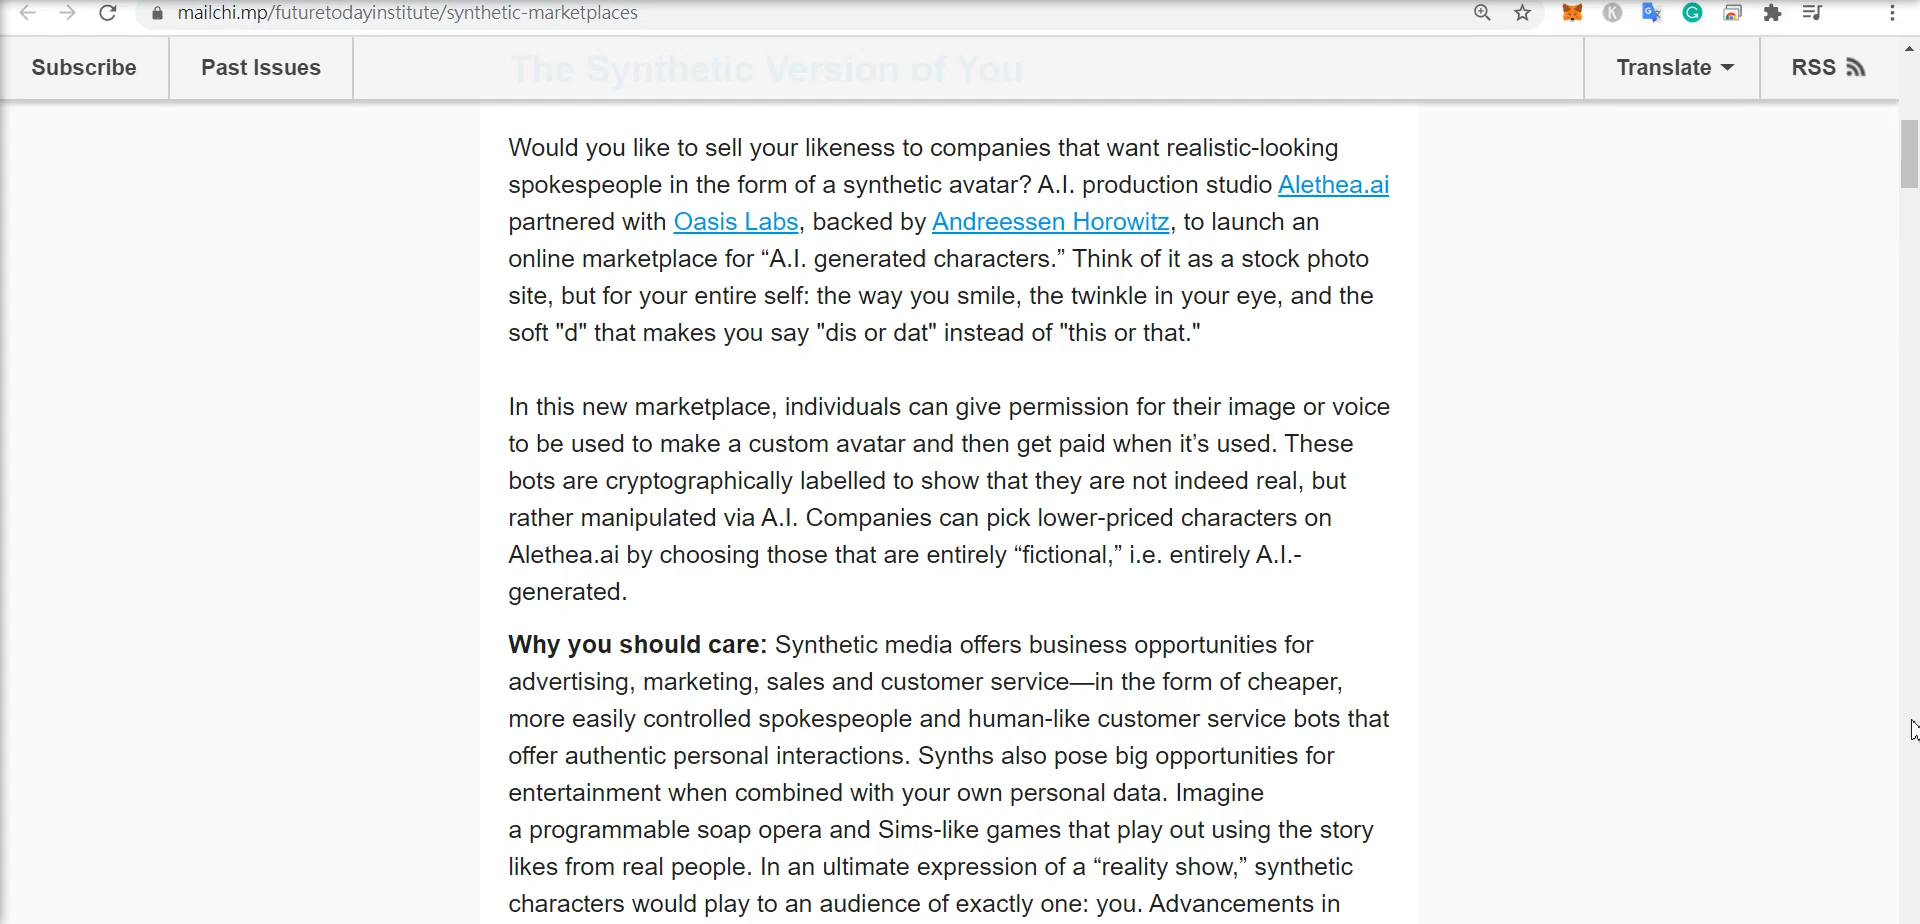 mailchi.mp/futuretodayinstitute/synthetic-marketplaces
Subscribe
Past Issues
The Synthetic Version of You
Translate
RSS
Would you like to sell your likeness to companies that want realistic-looking
spokespeople in the form of a synthetic avatar? A.I. production studio Alethea.ai
partnered with Oasis Labs, backed by Andreessen Horowitz, to launch an
online marketplace for “A.I. generated characters.” Think of it as a stock photo
site, but for your entire self: the way you smile, the twinkle in your eye, and the
soft "d" that makes you say "dis or dat" instead of "this or that."
In this new marketplace, individuals can give permission for their image or voice
to be used to make a custom avatar and then get paid when it’s used. These
bots are cryptographically labelled to show that they are not indeed real, but
rather manipulated via A.I. Companies can pick lower-priced characters on
Alethea.ai by choosing those that are entirely “fictional,” i.e. entirely A.I.-
generated.
Why you should care: Synthetic media offers business opportunities for
advertising, marketing, sales and customer service—in the form of cheaper,
more easily controlled spokespeople and human-like customer service bots that
offer authentic personal interactions. Synths also pose big opportunities for
entertainment when combined with your own personal data. Imagine
a programmable soap opera and Sims-like games that play out using the story
likes from real people. In an ultimate expression of a “reality show,” synthetic
characters would play to an audience of exactly one: you. Advancements in